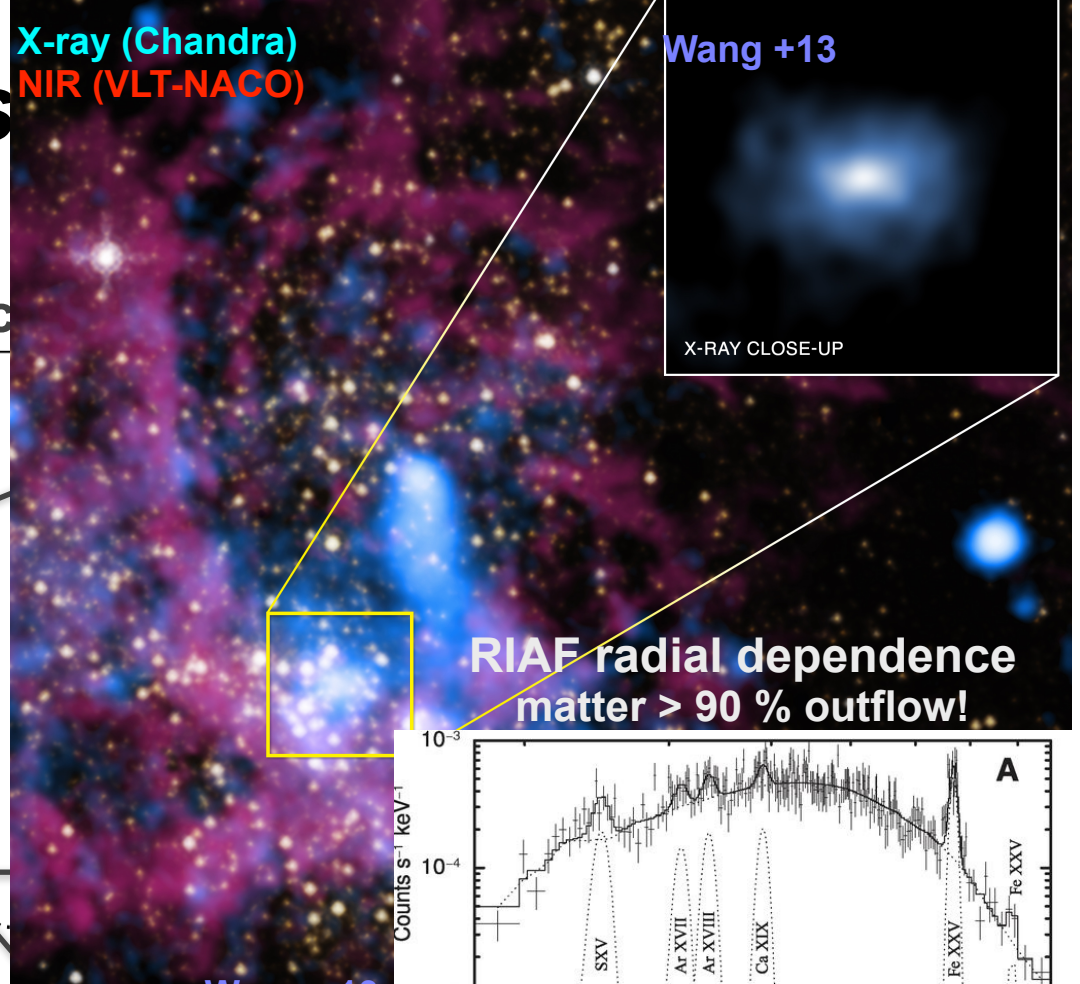 X-ray (Chandra)
NIR (VLT-NACO)
Wang +13
X-RAY CLOSE-UP
RIAF radial dependence
matter > 90 % outflow!
10⁻³
10⁻⁴
Counts s⁻¹ keV⁻¹
A
SXV
Ar XVII
Ar XVIII
Ca XIX
Fe XXV
Fe XXV